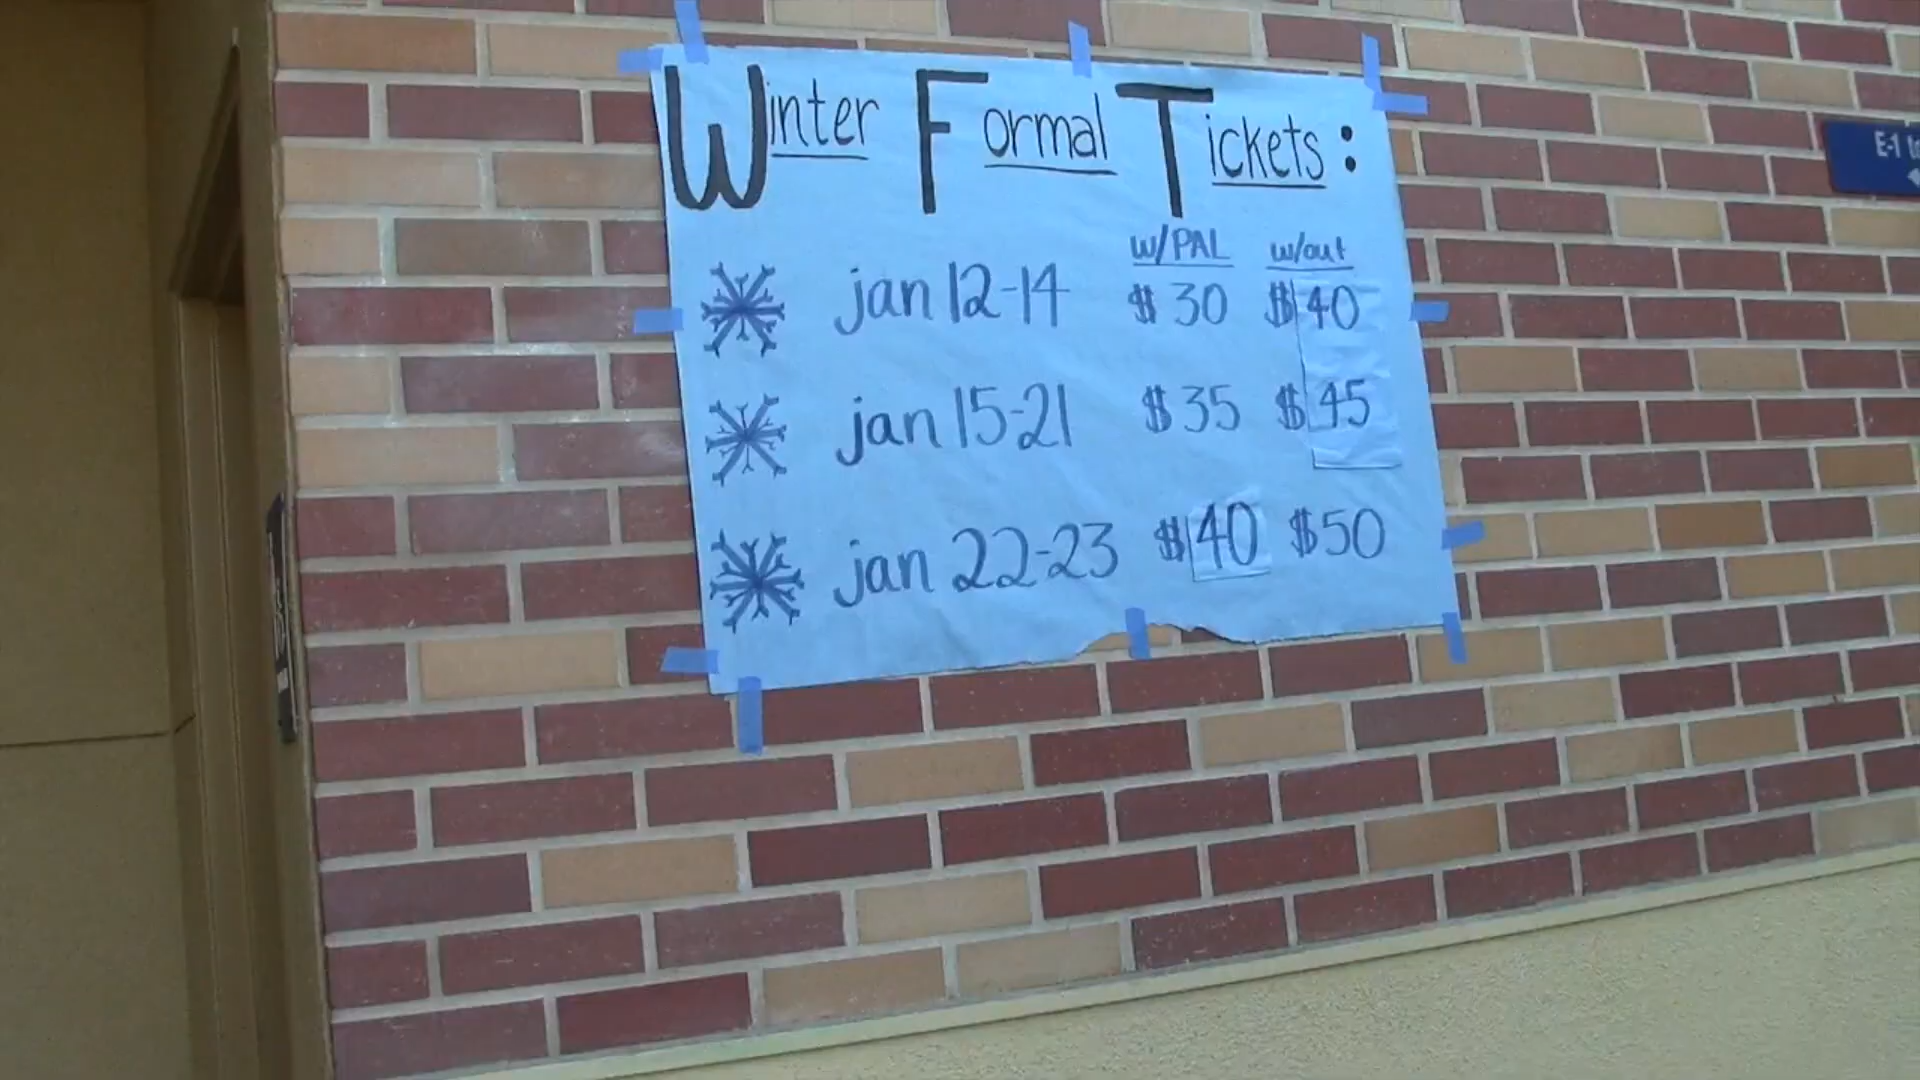 Winter Formal Tickets:
w/PAL w/out
jan 12-14 $30 $40
jan 15-21 $35 $45
jan 22-23 $40 $50
E-1